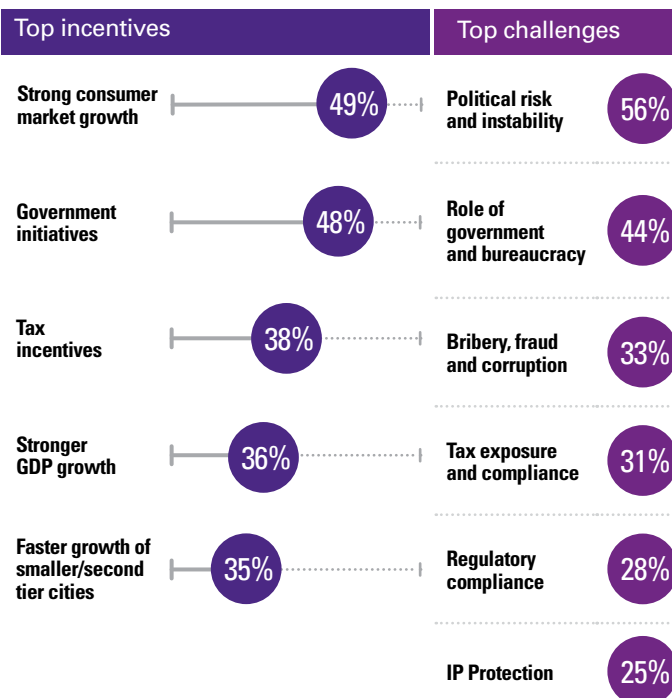 Top incentives
Strong consumer
market growth
49%
Government
initiatives
48%
Tax
incentives
38%
Stronger
GDP growth
36%
Faster growth of
smaller/second
tier cities
35%
Top challenges
Political risk
and instability
56%
Role of
government
and bureaucracy
44%
Bribery, fraud
and corruption
33%
Tax exposure
and compliance
31%
Regulatory
compliance
28%
IP Protection
25%